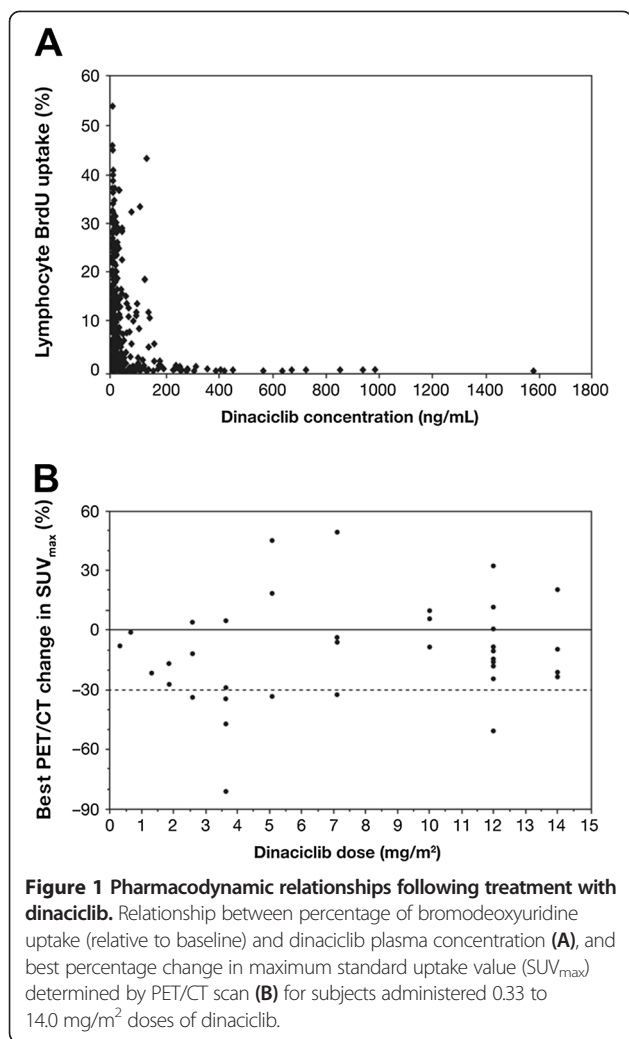 A
60
50
40
30
20
10
0
Lymphocyte BrdU uptake (%)
0 200 400 600 800 1000 1200 1400 1600 1800
Dinaciclib concentration (ng/mL)
B
60
30
0
−30
−60
−90
Best PET/CT change in SUVmax (%)
0 1 2 3 4 5 6 7 8 9 10 11 12 13 14 15
Dinaciclib dose (mg/m²)
Figure 1 Pharmacodynamic relationships following treatment with
dinaciclib. Relationship between percentage of bromodeoxyuridine
uptake (relative to baseline) and dinaciclib plasma concentration (A), and
best percentage change in maximum standard uptake value (SUVmax)
determined by PET/CT scan (B) for subjects administered 0.33 to
14.0 mg/m² doses of dinaciclib.